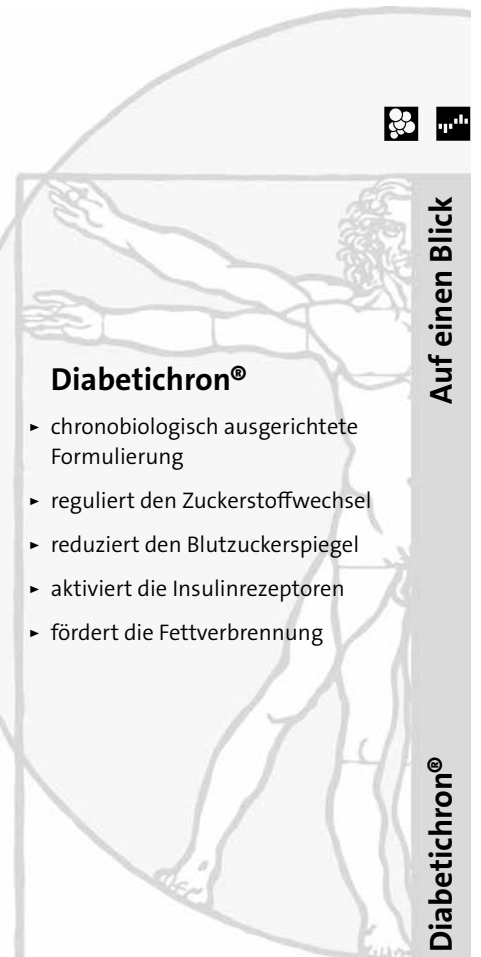 Auf einen Blick
Diabetichron®
► chronobiologisch ausgerichtete
Formulierung
► reguliert den Zuckerstoffwechsel
► reduziert den Blutzuckerspiegel
► aktiviert die Insulinrezeptoren
► fördert die Fettverbrennung
Diabetichron®